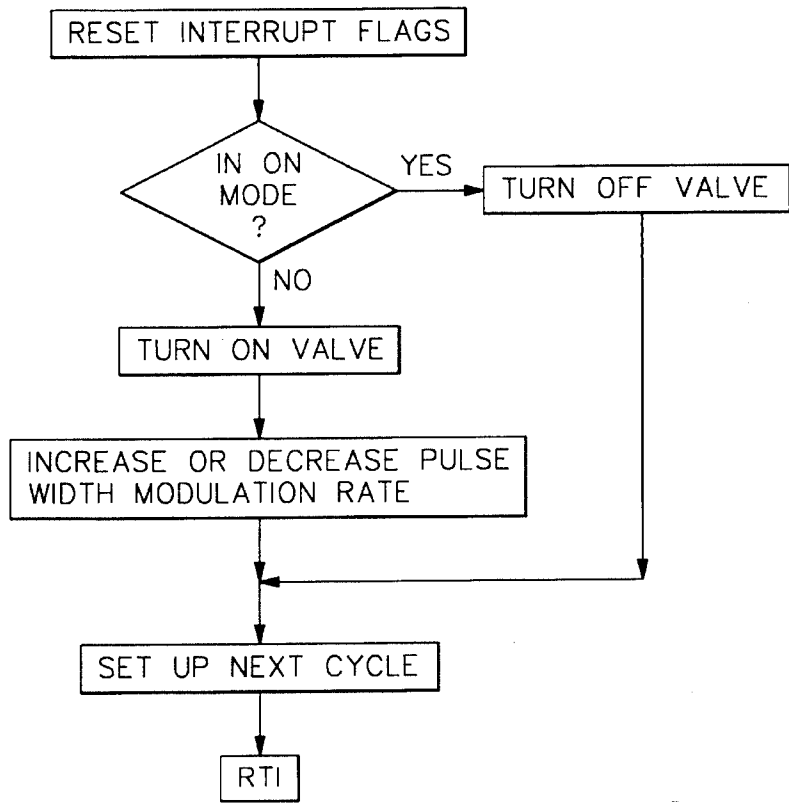 RESET INTERRUPT FLAGS
IN ON
MODE
?
YES
TURN OFF VALVE
NO
TURN ON VALVE
INCREASE OR DECREASE PULSE
WIDTH MODULATION RATE
SET UP NEXT CYCLE
RTI